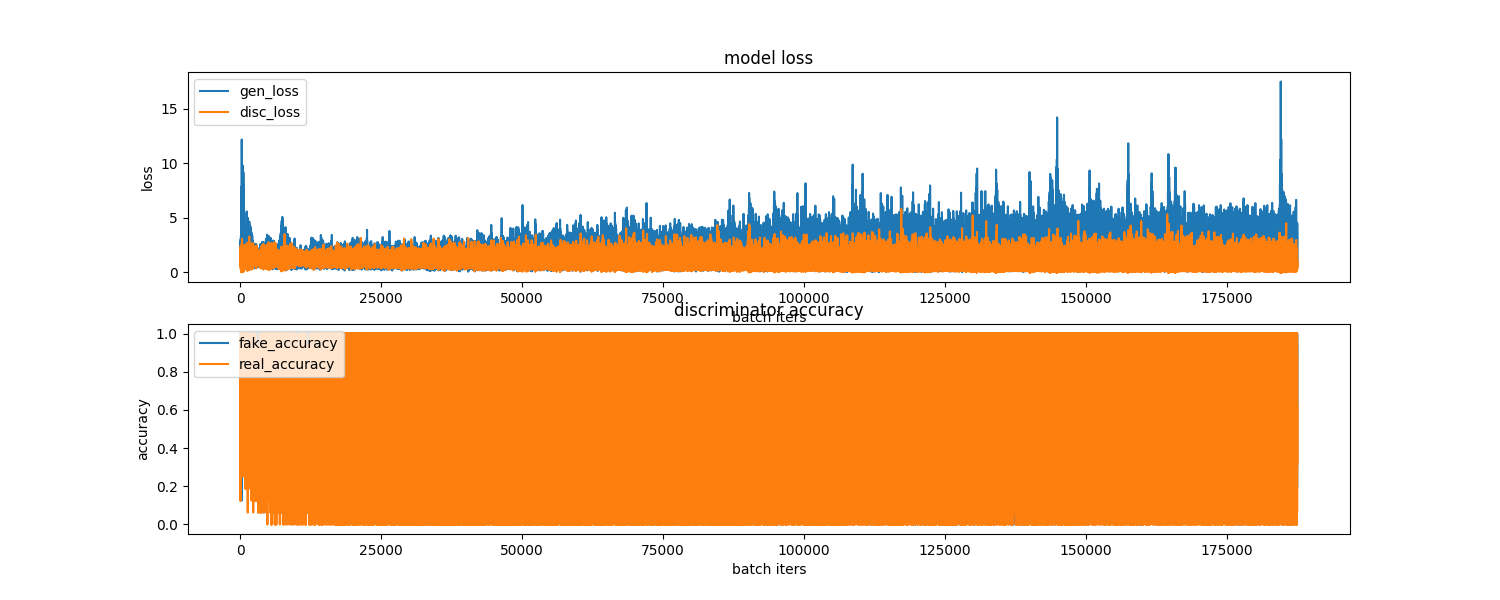 model loss
gen_loss
disc_loss
15
10
5
0
loss
0 25000 50000 75000 100000 125000 150000 175000
batch iters
discriminator accuracy
fake_accuracy
real_accuracy
1.0
0.8
0.6
0.4
0.2
0.0
accuracy
0 25000 50000 75000 100000 125000 150000 175000
batch iters